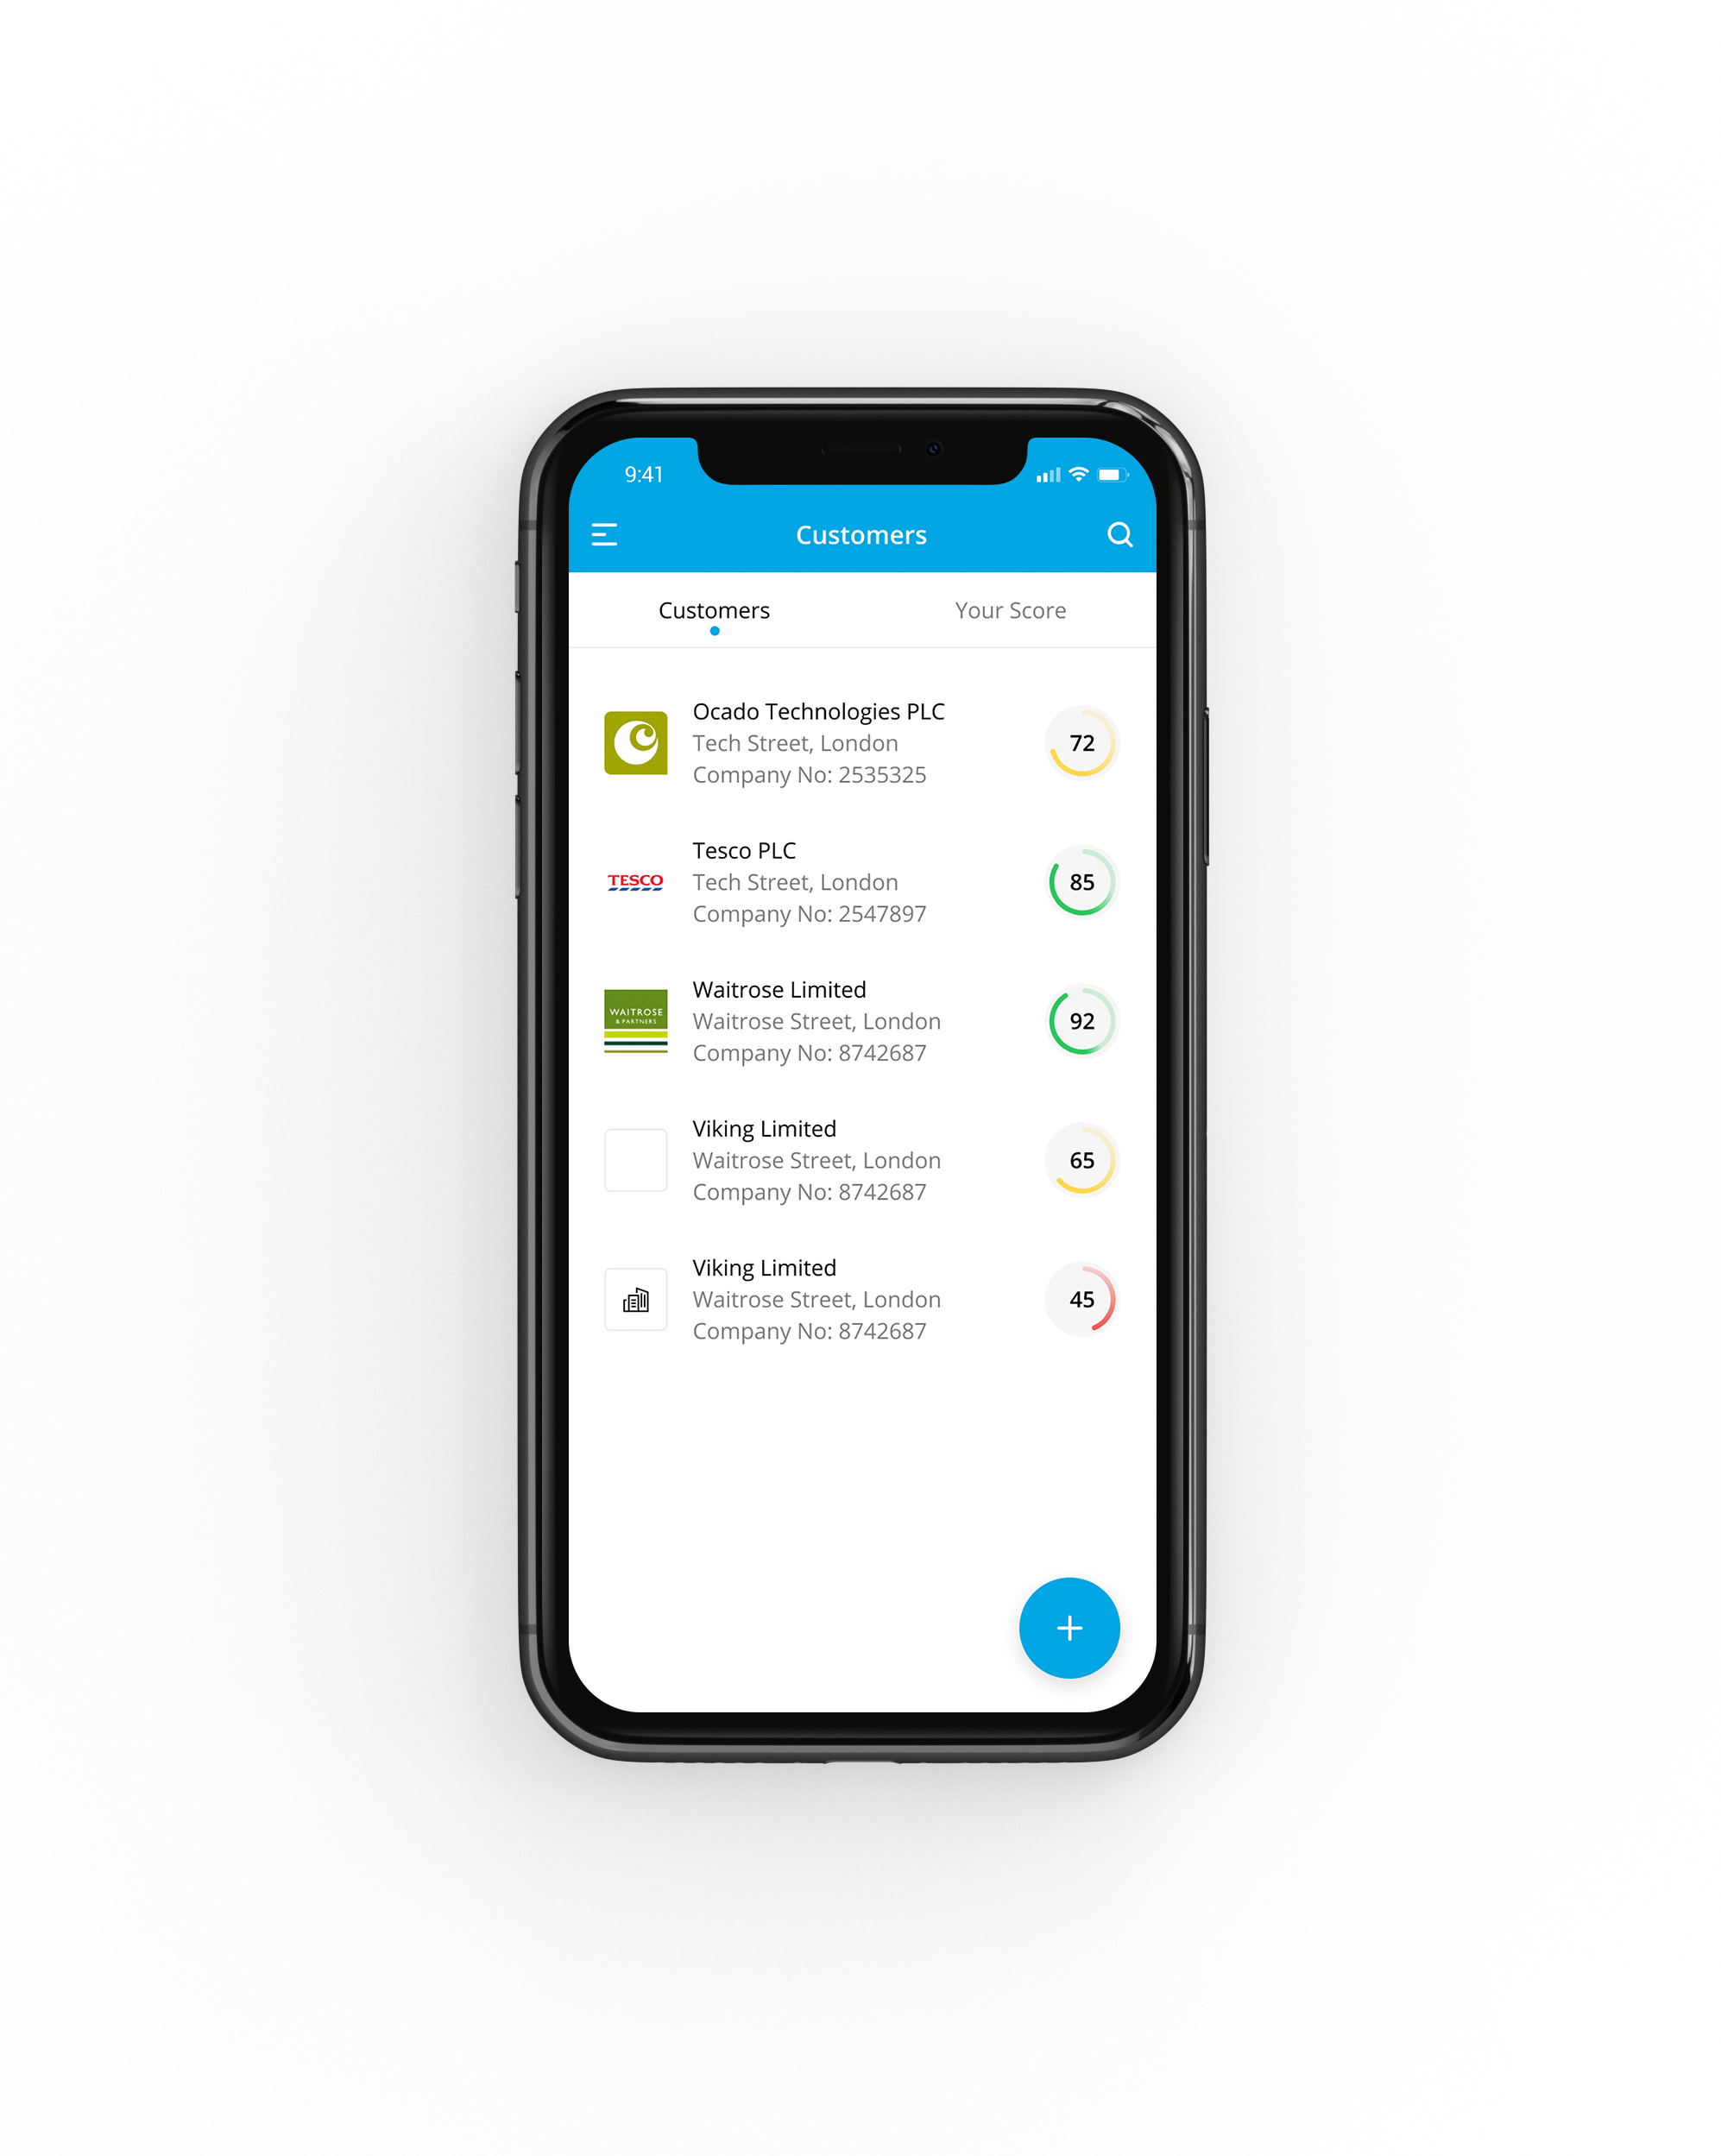 9:41
Customers
Customers
Your Score
Ocado Technologies PLC
Tech Street, London
Company No: 2535325
72
TESCO
Tesco PLC
Tech Street, London
Company No: 2547897
85
WAITROSE
& PARTNERS
Waitrose Limited
Waitrose Street, London
Company No: 8742687
92
Viking Limited
Waitrose Street, London
Company No: 8742687
65
Viking Limited
Waitrose Street, London
Company No: 8742687
45